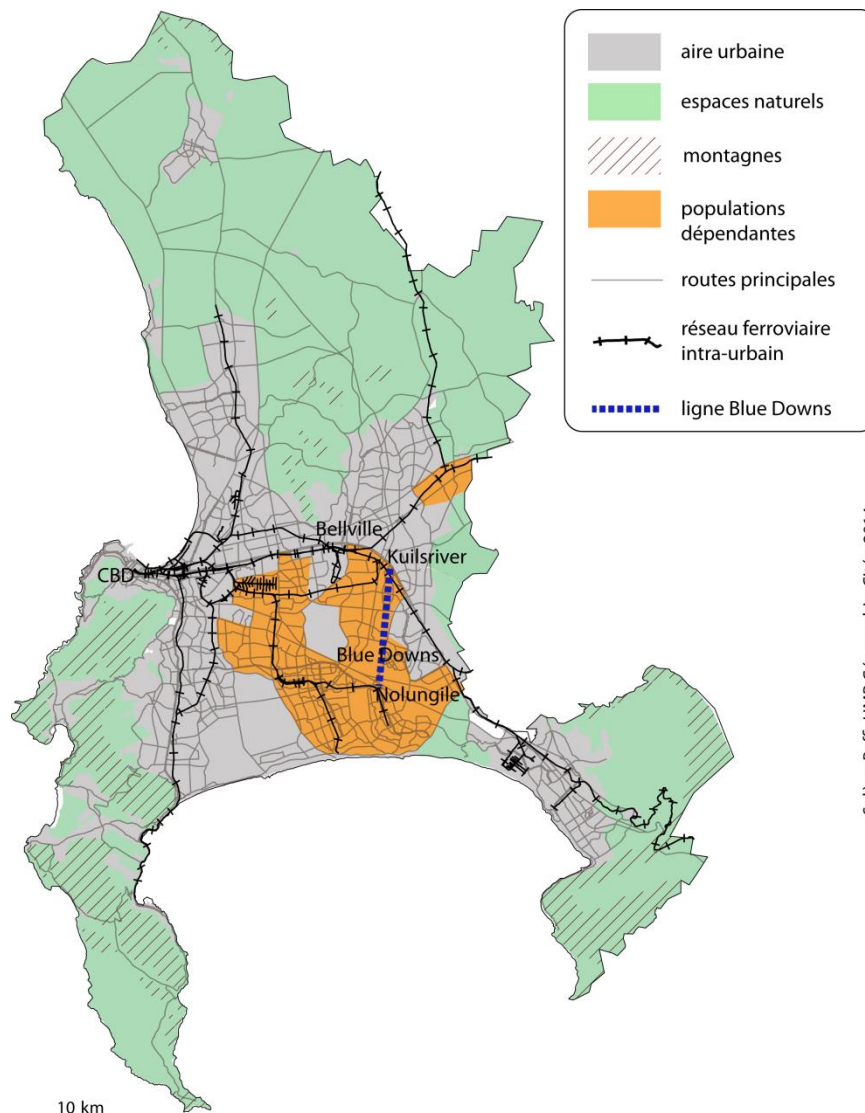 aire urbaine
espaces naturels
montagnes
populations
dépendantes
routes principales
réseau ferroviaire
intra-urbain
ligne Blue Downs
Bellville
Kuilsriver
CBD
Blue Downs
Nolungile
10 km